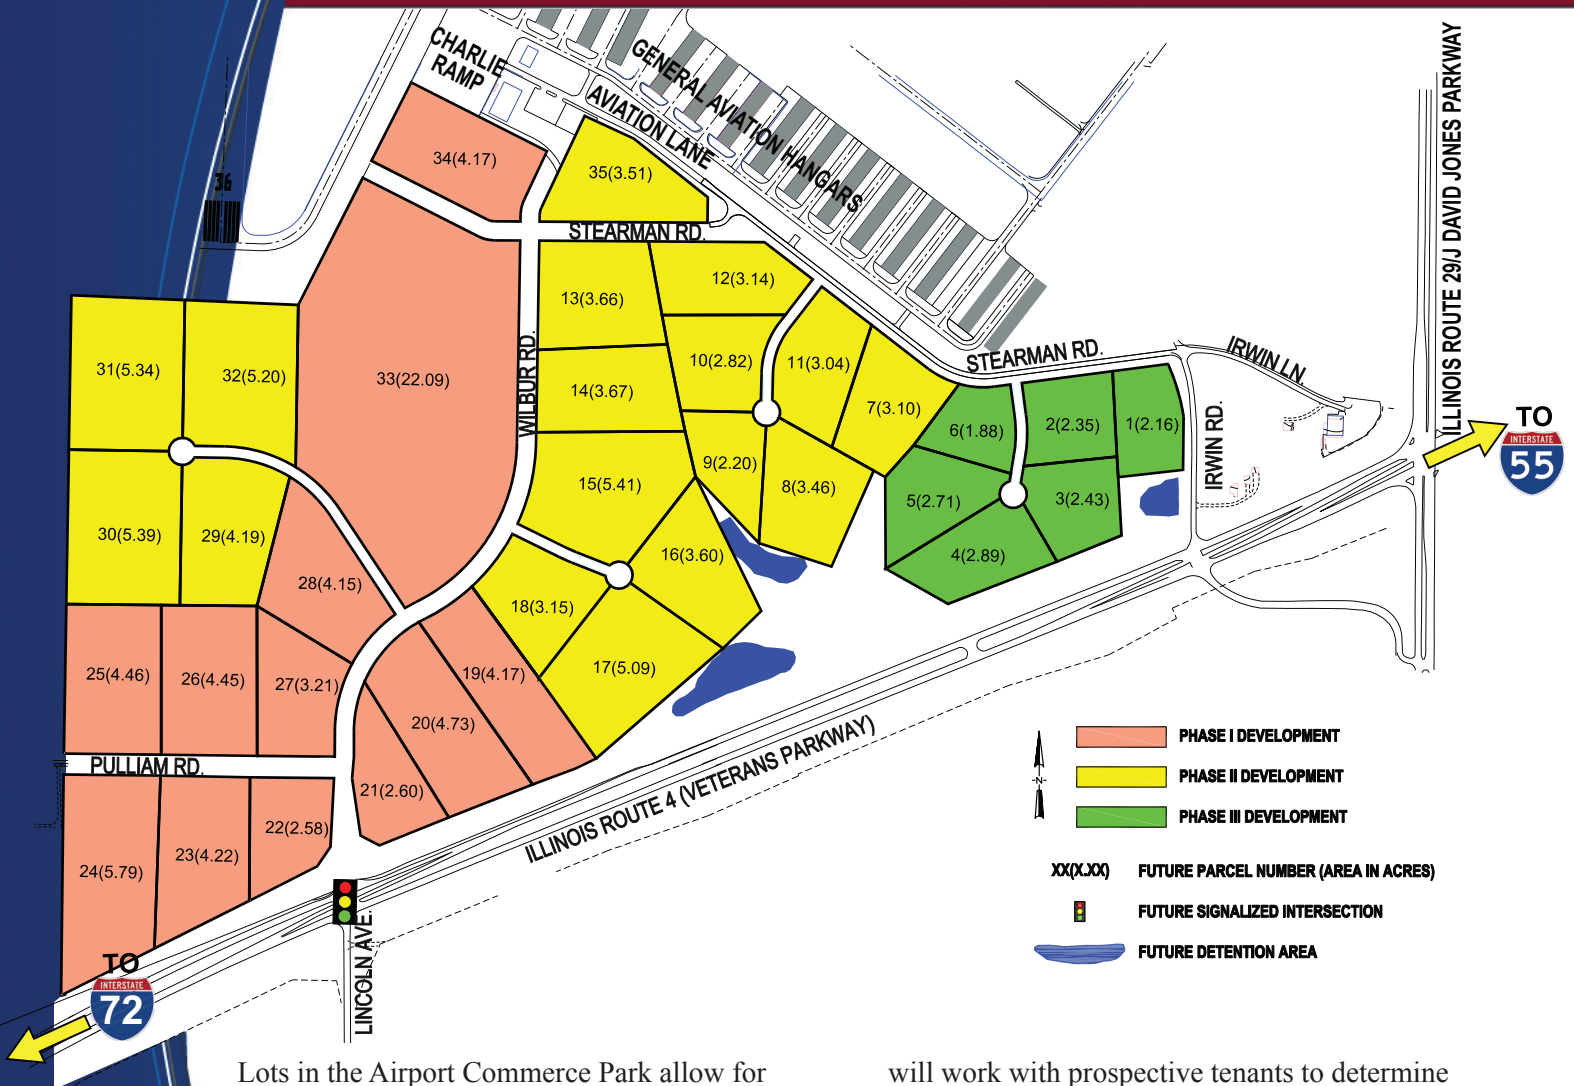 CHARLIE
RAMP
GENERAL AVIATION HANGARS
AVIATION LANE
ILLINOIS ROUTE 29/J DAVID JONES PARKWAY
36
34(4.17)
35(3.51)
STEARMAN RD.
12(3.14)
13(3.66)
31(5.34)
32(5.20)
33(22.09)
WILBUR RD.
10(2.82)
11(3.04)
STEARMAN RD.
IRWIN LN.
14(3.67)
7(3.10)
6(1.88)
2(2.35)
1(2.16)
IRWIN RD.
TO
INTERSTATE
55
9(2.20)
15(5.41)
8(3.46)
5(2.71)
3(2.43)
30(5.39)
29(4.19)
16(3.60)
4(2.89)
28(4.15)
18(3.15)
17(5.09)
25(4.46)
26(4.45)
27(3.21)
19(4.17)
20(4.73)
PULLIAM RD.
21(2.60)
22(2.58)
23(4.22)
24(5.79)
ILLINOIS ROUTE 4 (VETERANS PARKWAY)
LINCOLN AVE.
TO
INTERSTATE
72
N
PHASE I DEVELOPMENT
PHASE II DEVELOPMENT
PHASE III DEVELOPMENT
XX(X.XX) FUTURE PARCEL NUMBER (AREA IN ACRES)
FUTURE SIGNALIZED INTERSECTION
FUTURE DETENTION AREA
Lots in the Airport Commerce Park allow for
will work with prospective tenants to determine